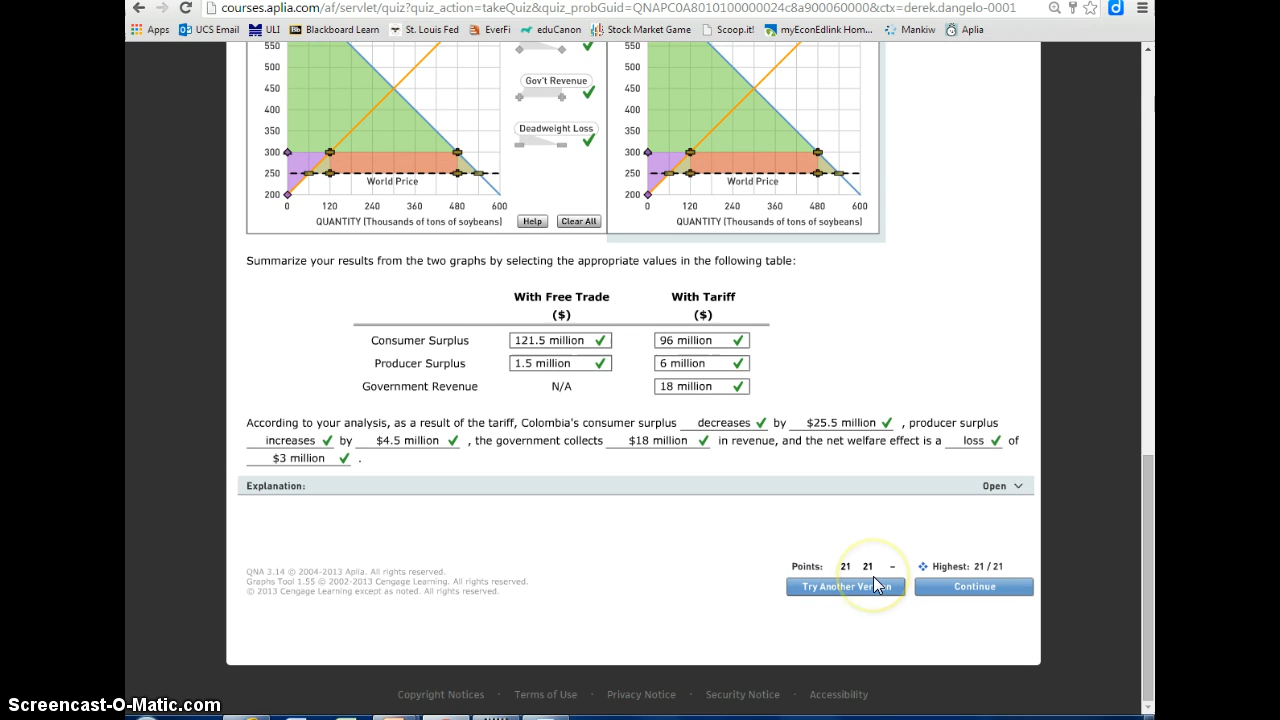 courses.aplia.com/af/servlet/quiz?quiz_action=takeQuiz&quiz_probGuid=QNAPC0A8010100000024c8a900060000&ctx=derek.dangelo-0001
Apps UCS Email ULI Blackboard Learn St. Louis Fed EverFi eduCanon Stock Market Game Scoop.it! myEconEdlink Hom... Mankiw Aplia
550 550
500 Gov't Revenue 500
450 450
400 400
350 Deadweight Loss 350
300 300
250 250
World Price World Price
200 200
0 120 240 360 480 600 0 120 240 360 480 600
QUANTITY (Thousands of tons of soybeans) Help Clear All QUANTITY (Thousands of tons of soybeans)
Summarize your results from the two graphs by selecting the appropriate values in the following table:
With Free Trade With Tariff
($) ($)
Consumer Surplus 121.5 million 96 million
Producer Surplus 1.5 million 6 million
Government Revenue N/A 18 million
According to your analysis, as a result of the tariff, Colombia's consumer surplus decreases by $25.5 million , producer surplus
increases by $4.5 million , the government collects $18 million in revenue, and the net welfare effect is a loss of
$3 million .
Explanation: Open
Points: 21 21 – Highest: 21 / 21
QNA 3.14 © 2004-2013 Aplia. All rights reserved.
Graphs Tool 1.55 © 2002-2013 Cengage Learning. All rights reserved.
© 2013 Cengage Learning except as noted. All rights reserved.
Try Another Version Continue
Copyright Notices · Terms of Use · Privacy Notice · Security Notice · Accessibility
Screencast-O-Matic.com